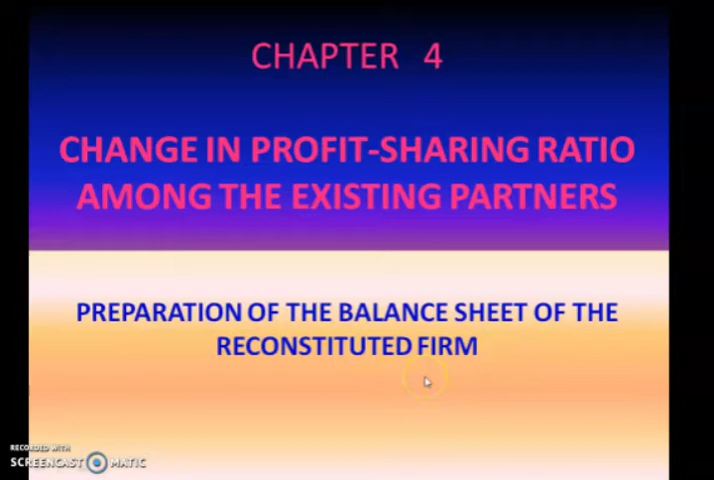 CHAPTER 4
CHANGE IN PROFIT-SHARING RATIO
AMONG THE EXISTING PARTNERS
PREPARATION OF THE BALANCE SHEET OF THE
RECONSTITUTED FIRM
RECORDED WITH
SCREENCAST MATIC